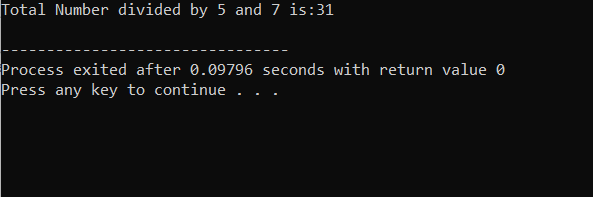 Total Number divided by 5 and 7 is:31
--------------------------------
Process exited after 0.09796 seconds with return value 0
Press any key to continue . . .